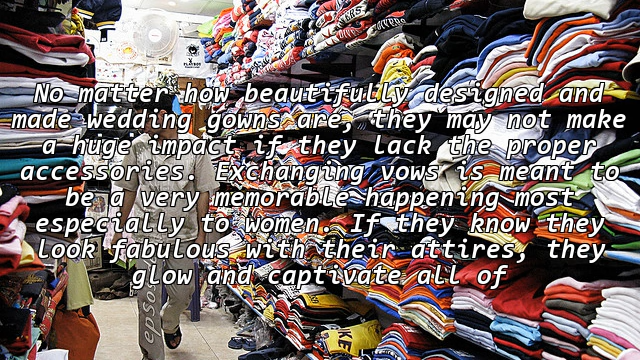 No matter how beautifully designed and
made wedding gowns are, they may not make
a huge impact if they lack the proper
accessories. Exchanging vows is meant to
be a very memorable happening most
especially to women. If they know they
look fabulous with their attires, they
glow and captivate all of
epSo